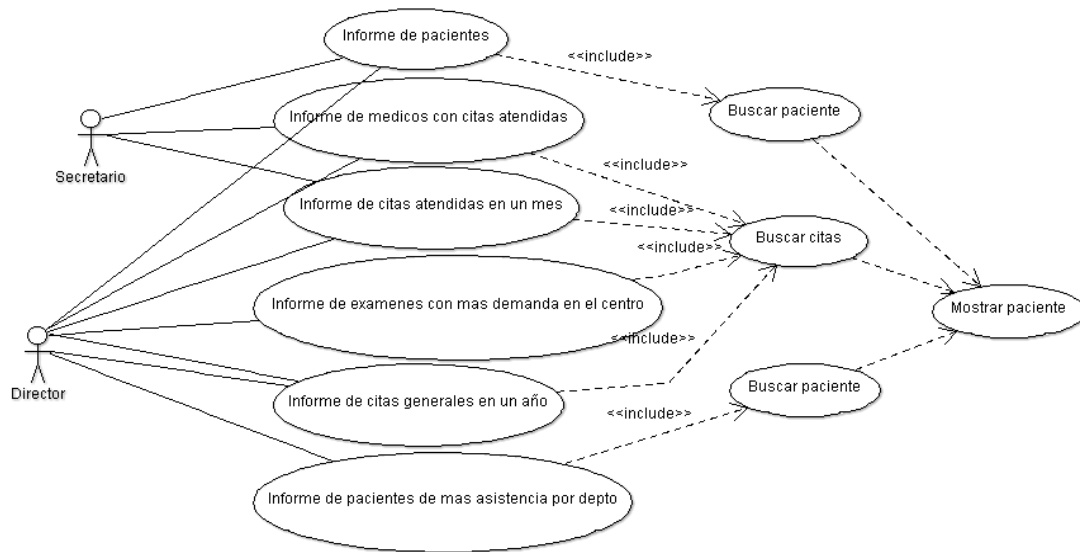 Informe de pacientes
<<include>>
Informe de medicos con citas atendidas
Buscar paciente
Secretario
<<include>>
Informe de citas atendidas en un mes
<<include>>
Buscar citas
<<include>>
Informe de examenes con mas demanda en el centro
Mostrar paciente
<<include>>
Director
Informe de citas generales en un año
Buscar paciente
<<include>>
Informe de pacientes de mas asistencia por depto